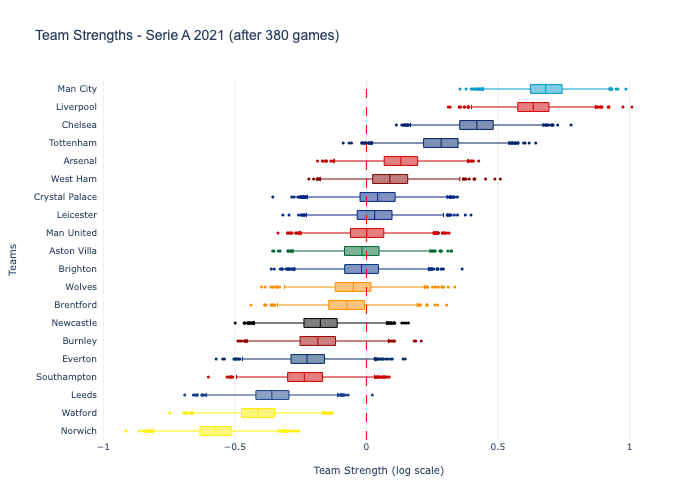 Team Strengths - Serie A 2021 (after 380 games)
Man City
Liverpool
Chelsea
Tottenham
Arsenal
West Ham
Crystal Palace
Leicester
Man United
Aston Villa
Brighton
Wolves
Brentford
Newcastle
Burnley
Everton
Southampton
Leeds
Watford
Norwich
Teams
−1 −0.5 0 0.5 1
Team Strength (log scale)